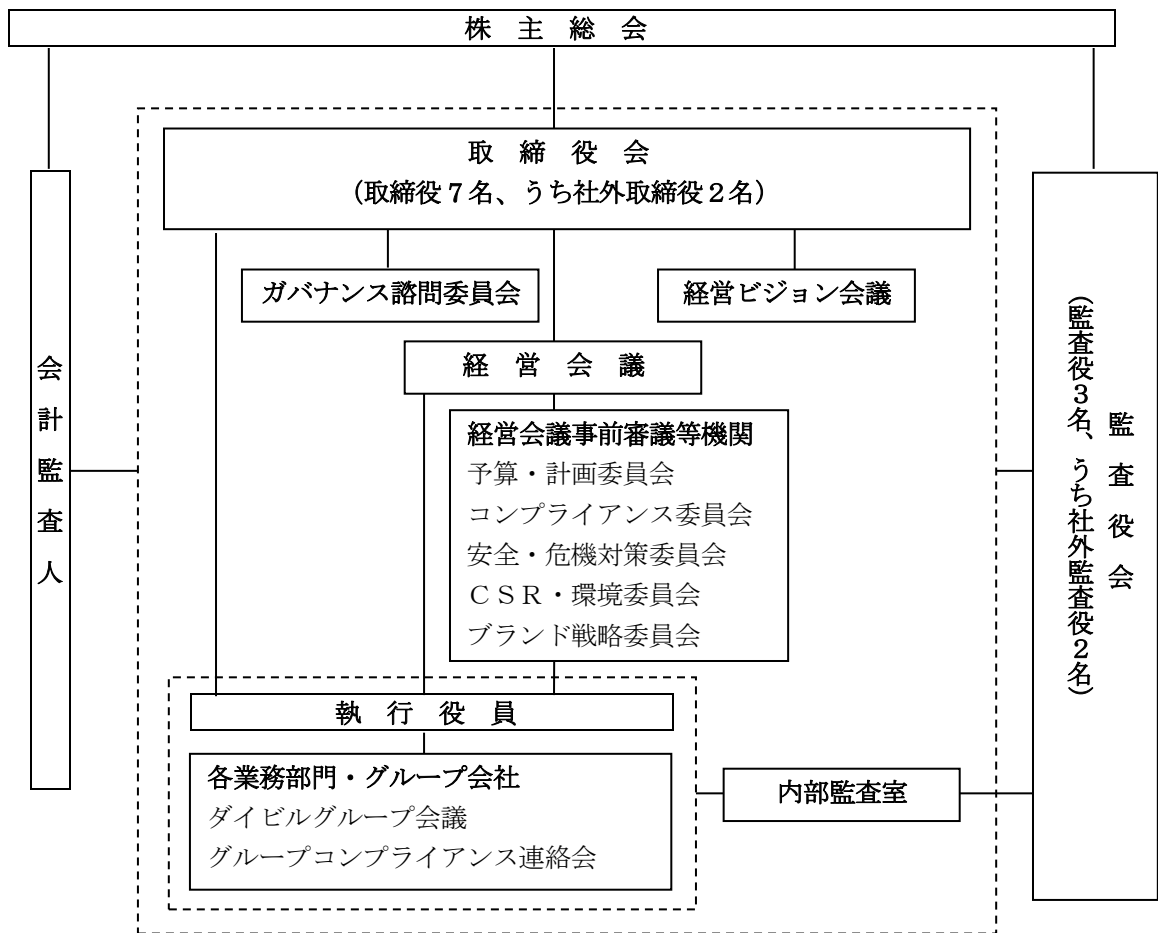 株 主 総 会
取 締 役 会
(取締役7名、うち社外取締役2名)
ガバナンス諮問委員会
経営ビジョン会議
経 営 会 議
経営会議事前審議等機関
予算・計画委員会
コンプライアンス委員会
安全・危機対策委員会
CSR・環境委員会
ブランド戦略委員会
執 行 役 員
各業務部門・グループ会社
ダイビルグループ会議
グループコンプライアンス連絡会
内部監査室
会計監査人
監 査 役 会
(監査役3名、うち社外監査役2名)